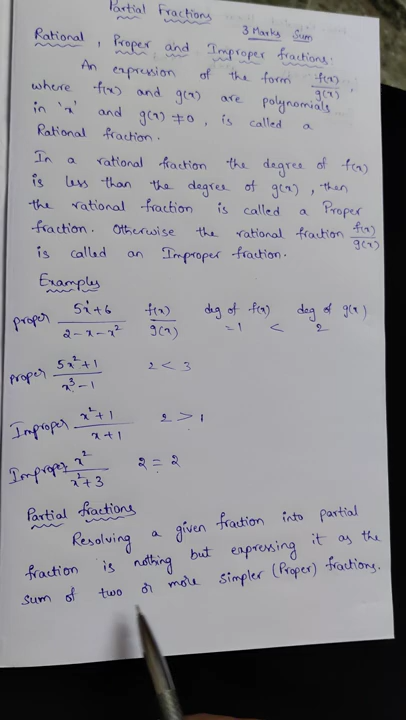 Partial Fractions
3 Marks Sum
Rational, Proper and Improper fractions:
An expression of the form f(x)/g(x),
where f(x) and g(x) are polynomials
in 'x' and g(x) ≠ 0, is called a
Rational fraction.
In a rational fraction the degree of f(x)
is less than the degree of g(x), then
the rational fraction is called a Proper
fraction. Otherwise the rational fraction f(x)/g(x)
is called an Improper fraction.
Examples
proper (5x+6)/(2-x-x²) f(x)/g(x) deg of f(x) =1 < deg of g(x) 2
proper (5x²+1)/(x³-1) 2 < 3
Improper (x²+1)/(x+1) 2 > 1
Improper x²/(x²+3) 2 = 2
Partial fractions
Resolving a given fraction into partial
fraction is nothing but expressing it as the
sum of two or more simpler (Proper) fractions.